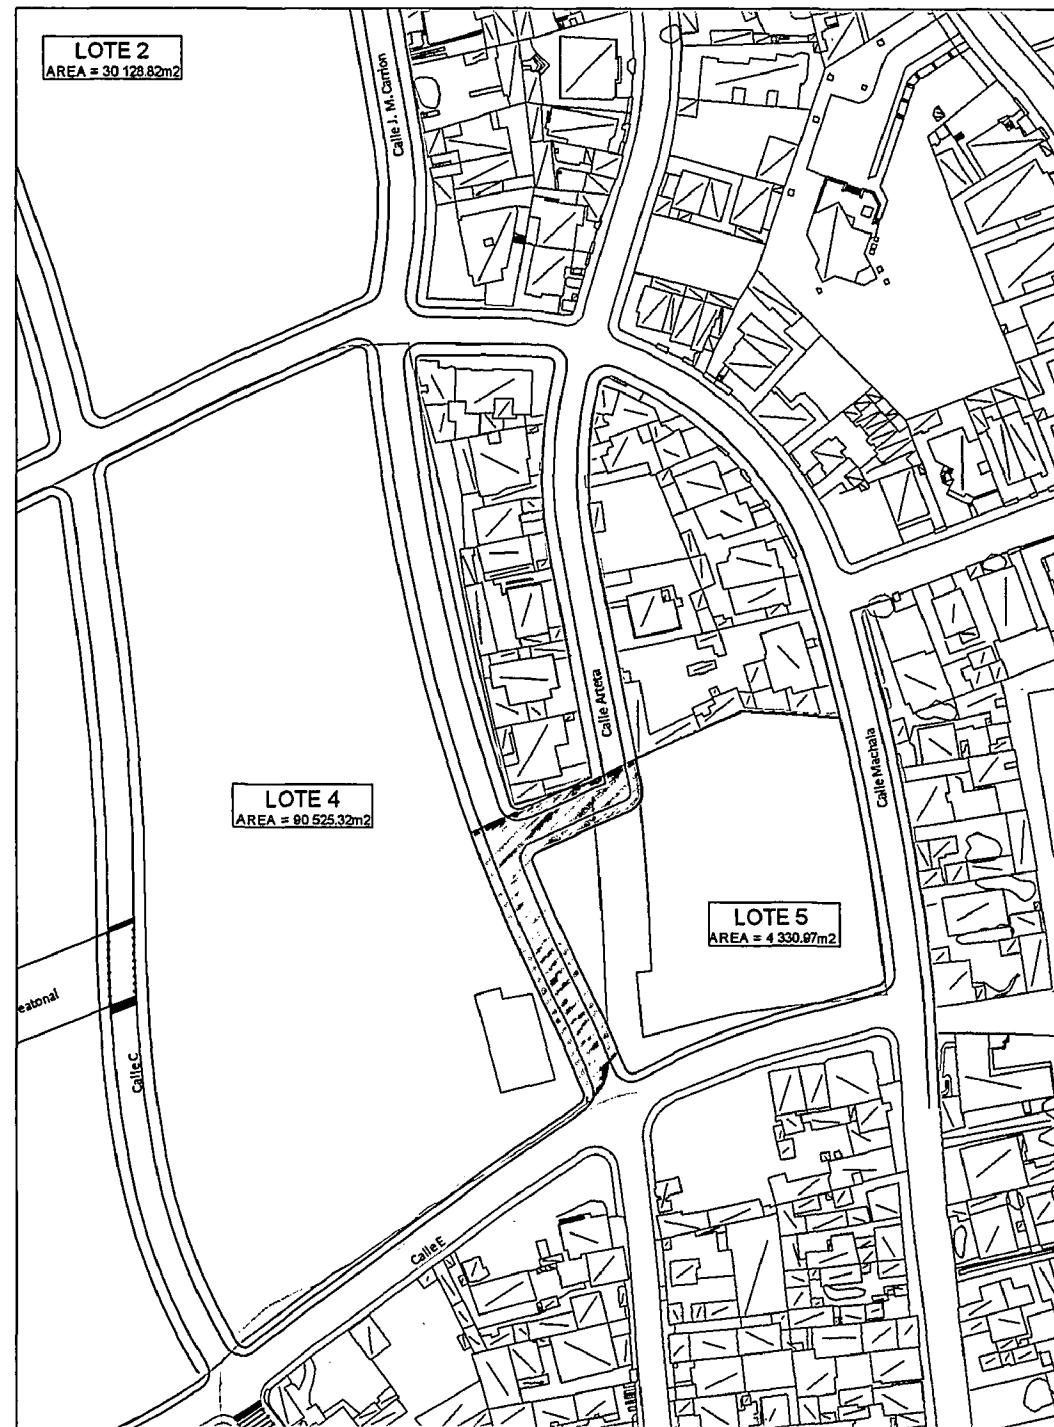 LOTE 2
AREA = 30 128.82m2
Calle J. M. Carrion
Calle Arteta
Calle Machala
LOTE 4
AREA = 90 525.32m2
LOTE 5
AREA = 4 330.97m2
eatonal
Calle C
Calle E